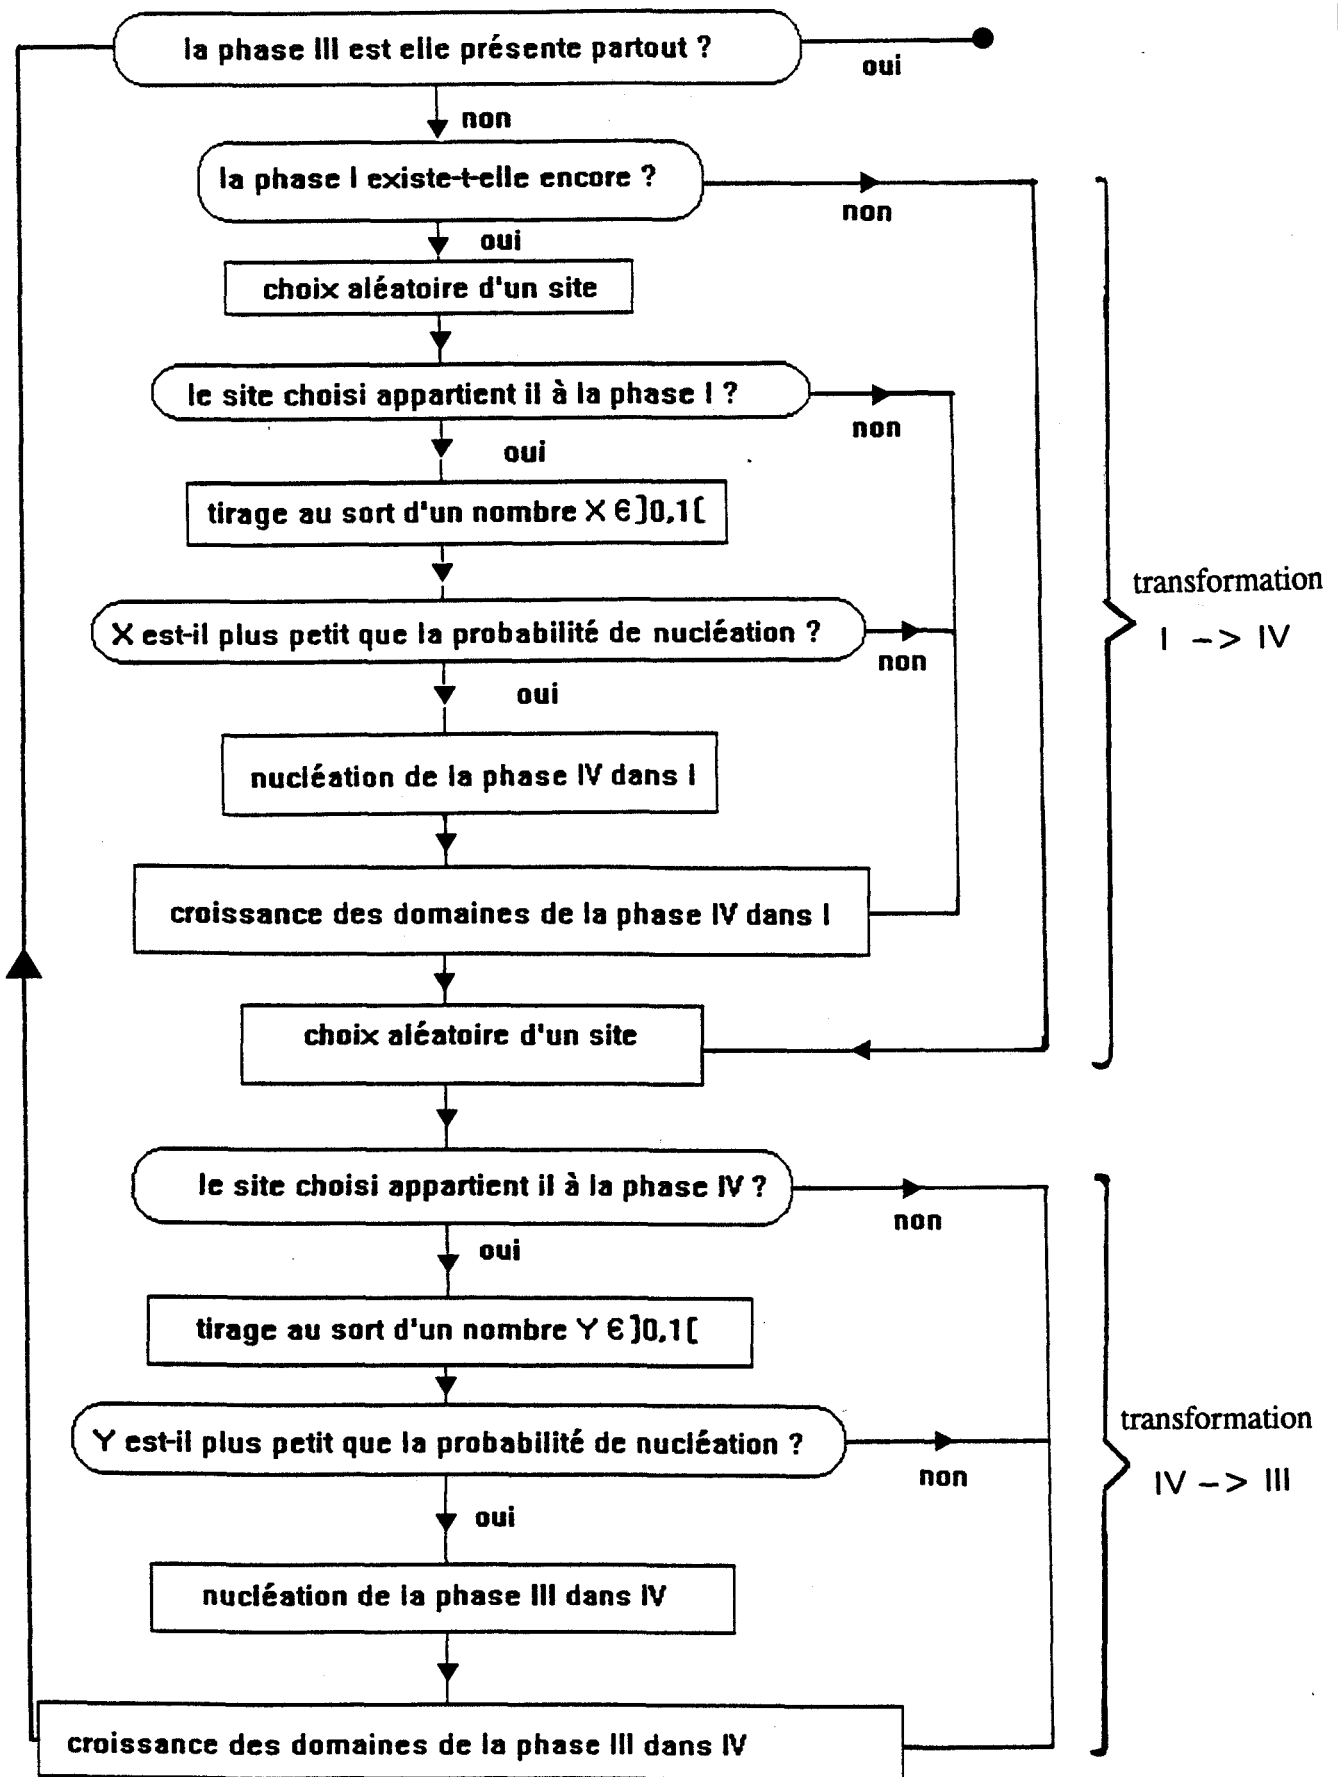 la phase III est elle présente partout ?
oui
non
la phase I existe-t-elle encore ?
non
oui
choix aléatoire d'un site
le site choisi appartient il à la phase I ?
non
oui
tirage au sort d'un nombre X ∈ ]0,1[
transformation
I -> IV
X est-il plus petit que la probabilité de nucléation ?
non
oui
nucléation de la phase IV dans I
croissance des domaines de la phase IV dans I
choix aléatoire d'un site
le site choisi appartient il à la phase IV ?
non
oui
tirage au sort d'un nombre Y ∈ ]0,1[
transformation
IV -> III
Y est-il plus petit que la probabilité de nucléation ?
non
oui
nucléation de la phase III dans IV
croissance des domaines de la phase III dans IV